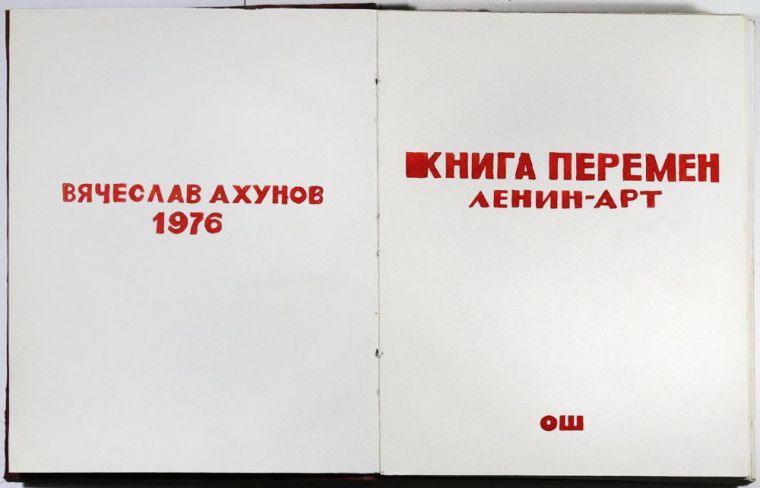 ВЯЧЕСЛАВ АХУНОВ
1976
КНИГА ПЕРЕМЕН
ЛЕНИН-АРТ
ОШ